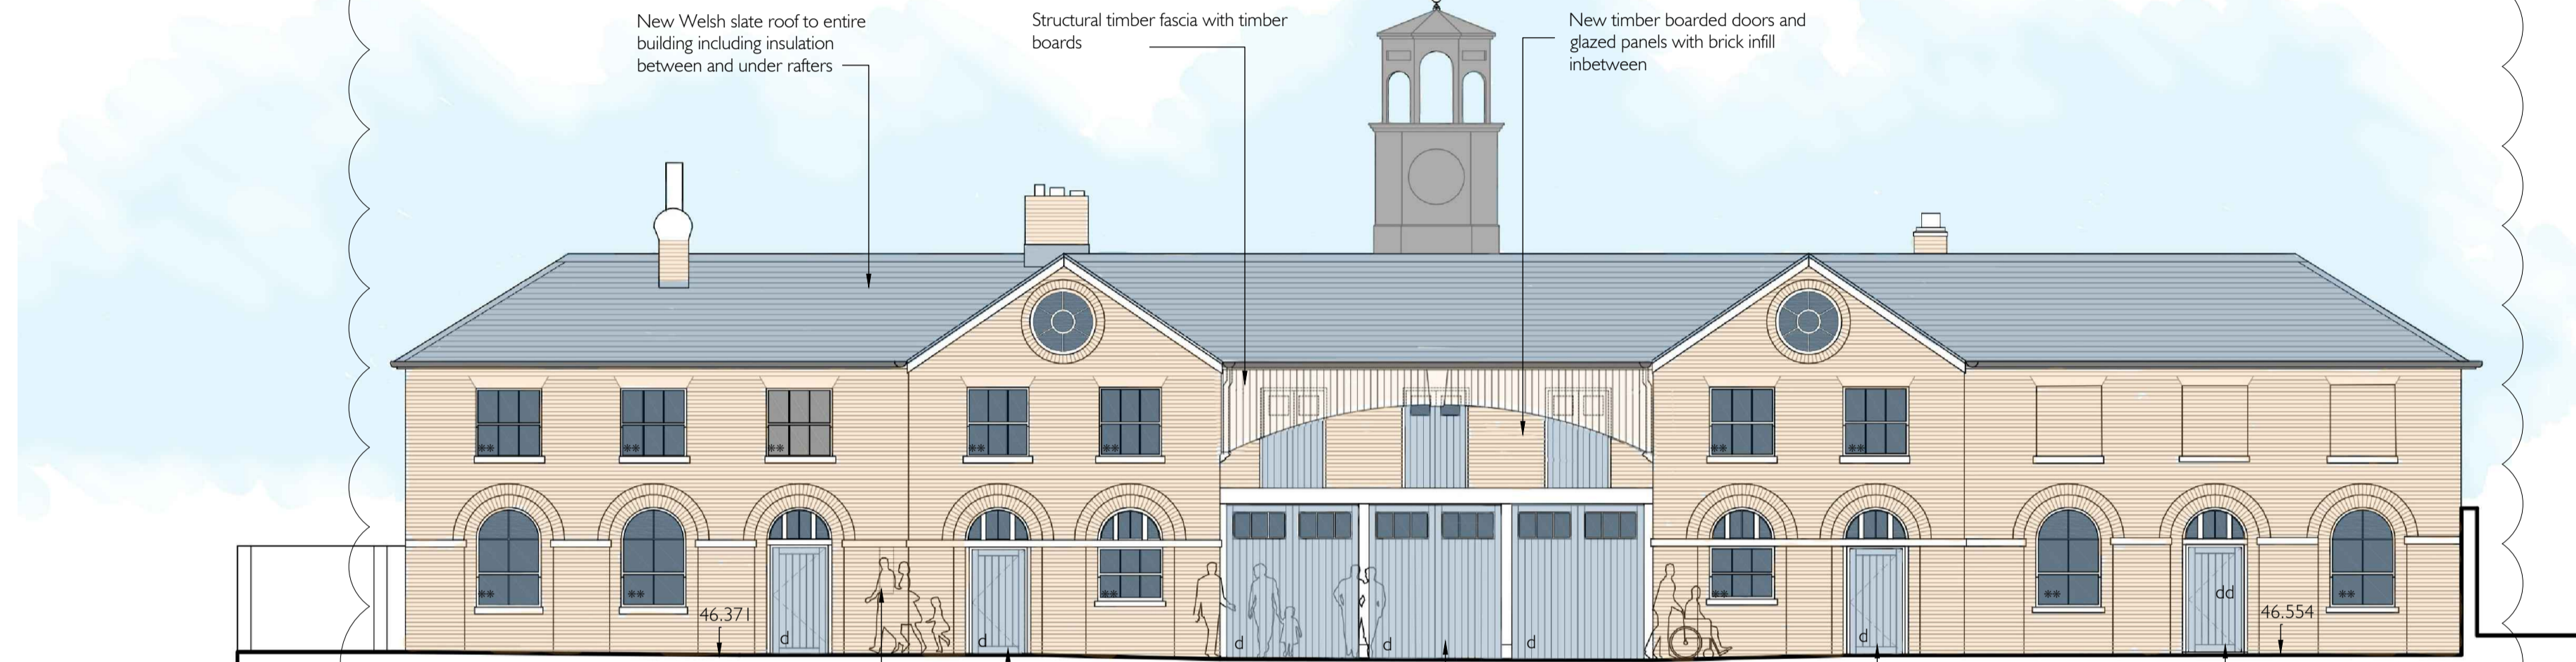 New Welsh slate roof to entire
building including insulation
between and under rafters
Structural timber fascia with timber
boards
New timber boarded doors and
glazed panels with brick infill
inbetween
** ** **
** **
** **
** **
** **
** **
46.371
d
d
d
d
d
d
dd
46.554